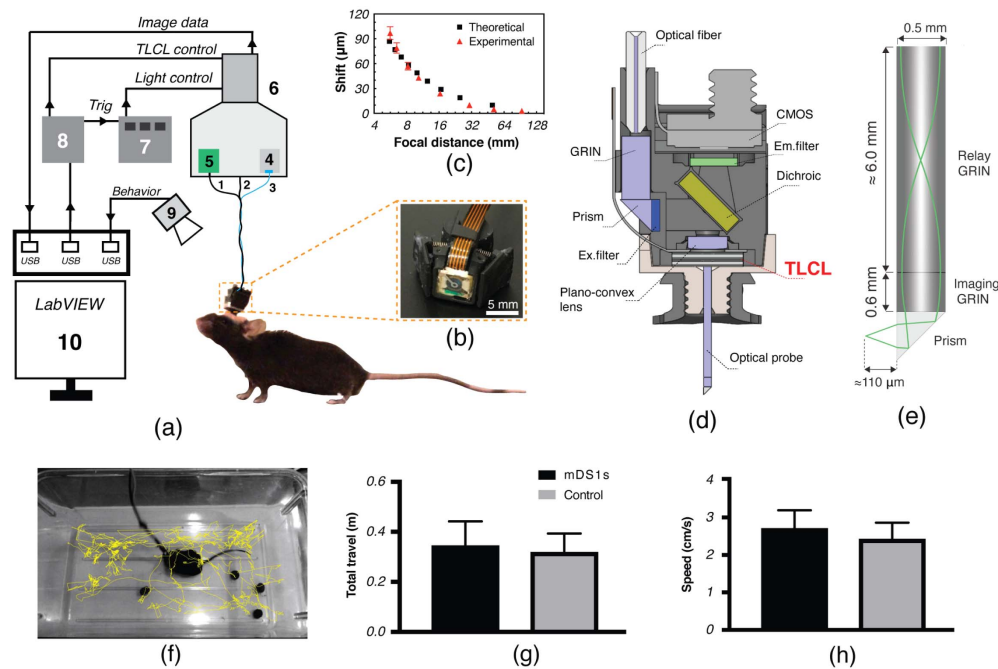 Image data
TLCL control
Light control
Trig
6
8
7
5
4
1
2
3
Behavior
9
USB
USB
USB
LabVIEW
10
(a)
5 mm
(b)
Shift (µm)
120
90
60
30
0
4
8
16
32
64
128
Focal distance (mm)
Theoretical
Experimental
(c)
Optical fiber
CMOS
GRIN
Em.filter
Dichroic
Prism
Ex.filter
TLCL
Plano-convex
lens
Optical probe
(d)
0.5 mm
≈6.0 mm
Relay
GRIN
0.6 mm
Imaging
GRIN
Prism
≈110 µm
(e)
(f)
Total travel (m)
0.6
0.4
0.2
0.0
mDS1s
Control
(g)
Speed (cm/s)
4
3
2
1
0
(h)